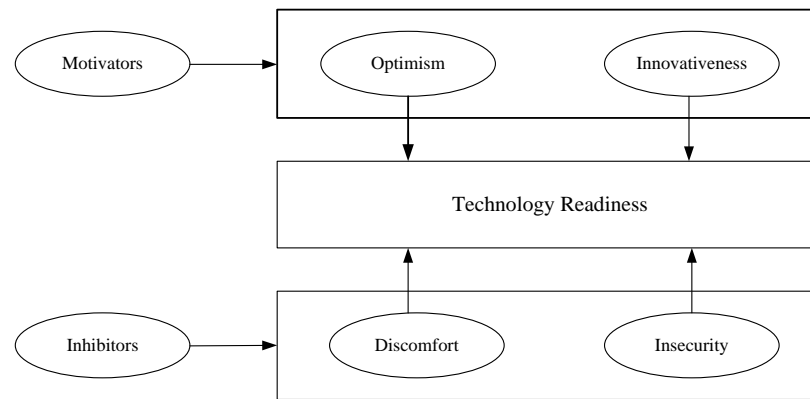 Motivators
Optimism
Innovativeness
Technology Readiness
Inhibitors
Discomfort
Insecurity